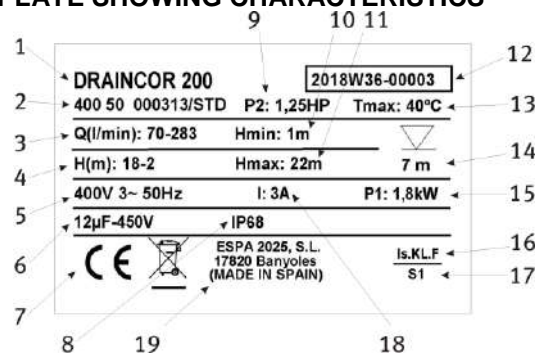 PLATE SHOWING CHARACTERISTICS
9 10 11
1 DRAINCOR 200 2018W36-00003 12
2 400 50 000313/STD P2: 1,25HP Tmax: 40ºC 13
3 Q(l/min): 70-283 Hmin: 1m
4 H(m): 18-2 Hmax: 22m 7 m 14
5 400V 3~ 50Hz I: 3A P1: 1,8kW 15
6 12µF-450V IP68
7 CE ESPA 2025, S.L. Is.KL.F 16
17820 Banyoles S1 17
(MADE IN SPAIN)
8 19 18